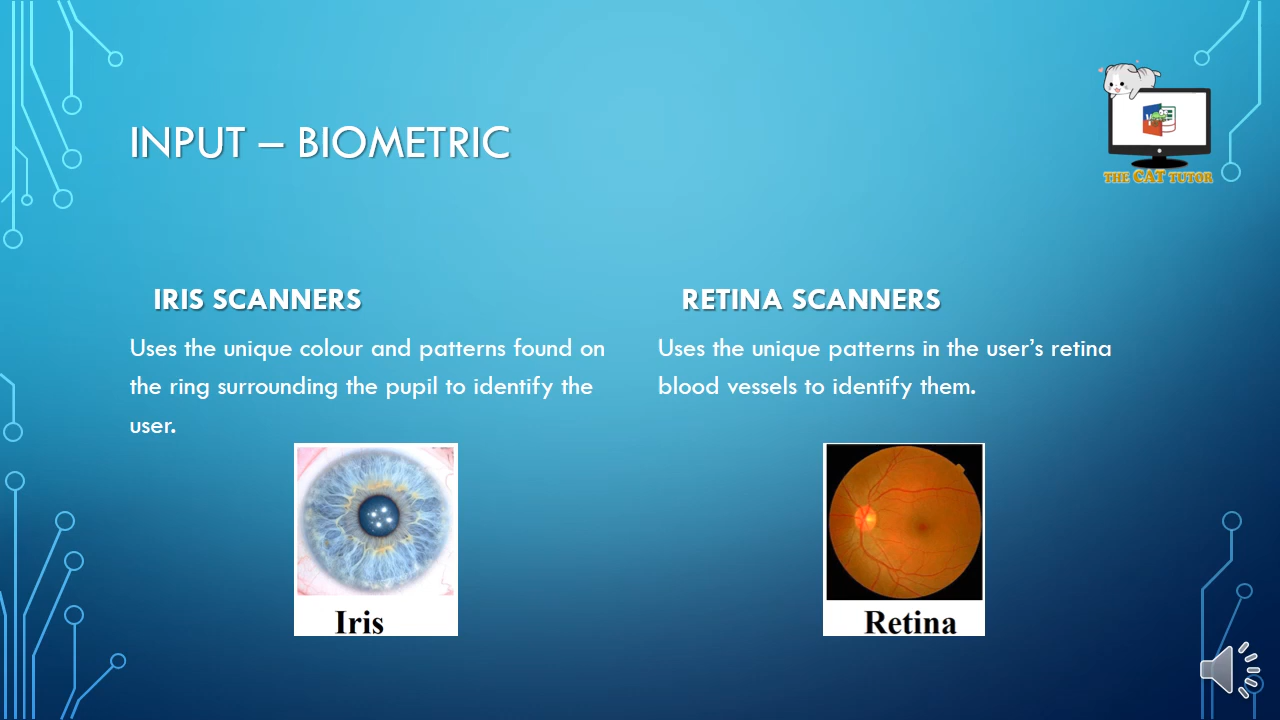 INPUT – BIOMETRIC
THE CAT TUTOR
IRIS SCANNERS
Uses the unique colour and patterns found on
the ring surrounding the pupil to identify the
user.
Iris
RETINA SCANNERS
Uses the unique patterns in the user’s retina
blood vessels to identify them.
Retina